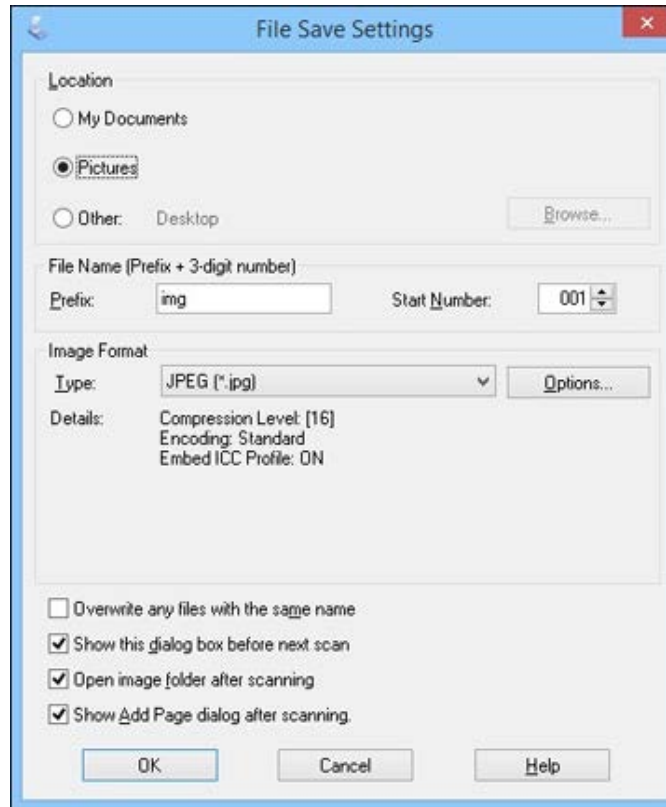 File Save Settings
Location
My Documents
Pictures
Other: Desktop Browse...
File Name (Prefix + 3-digit number)
Prefix: img Start Number: 001
Image Format
Type: JPEG (*.jpg) Options...
Details: Compression Level: [16]
Encoding: Standard
Embed ICC Profile: ON
Overwrite any files with the same name
Show this dialog box before next scan
Open image folder after scanning
Show Add Page dialog after scanning.
OK Cancel Help